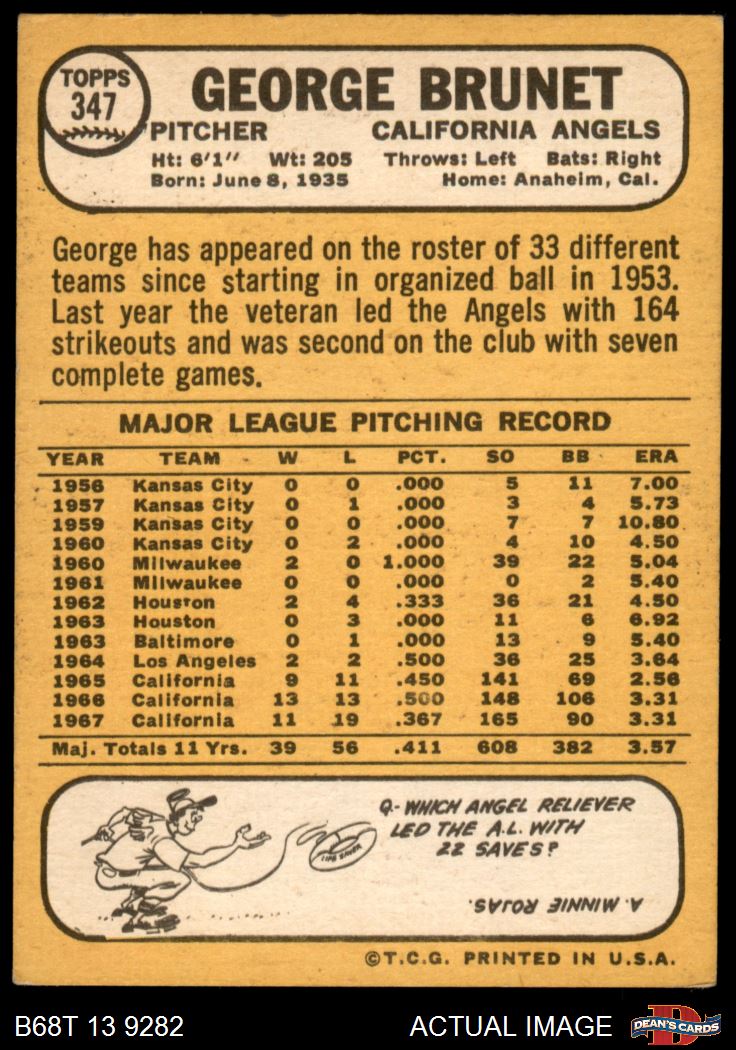 TOPPS
347
GEORGE BRUNET
PITCHER CALIFORNIA ANGELS
Ht: 6'1" Wt: 205 Throws: Left Bats: Right
Born: June 8, 1935 Home: Anaheim, Cal.
George has appeared on the roster of 33 different
teams since starting in organized ball in 1953.
Last year the veteran led the Angels with 164
strikeouts and was second on the club with seven
complete games.
MAJOR LEAGUE PITCHING RECORD
YEAR TEAM W L PCT. SO BB ERA
1956 Kansas City 0 0 .000 5 11 7.00
1957 Kansas City 0 1 .000 3 4 5.73
1959 Kansas City 0 0 .000 7 7 10.80
1960 Kansas City 0 2 .000 4 10 4.50
1960 Milwaukee 2 0 1.000 39 22 5.04
1961 Milwaukee 0 0 .000 0 2 5.40
1962 Houston 2 4 .333 36 21 4.50
1963 Houston 0 3 .000 11 6 6.92
1963 Baltimore 0 1 .000 13 9 5.40
1964 Los Angeles 2 2 .500 36 25 3.64
1965 California 9 11 .450 141 69 2.56
1966 California 13 13 .500 148 106 3.31
1967 California 11 19 .367 165 90 3.31
Maj. Totals 11 Yrs. 39 56 .411 608 382 3.57
Q- WHICH ANGEL RELIEVER
LED THE A.L. WITH
22 SAVES?
LIFE SAVER
A. MINNIE ROJAS.
©T.C.G. PRINTED IN U.S.A.
B68T 13 9282 ACTUAL IMAGE
D
DEAN'S CARDS